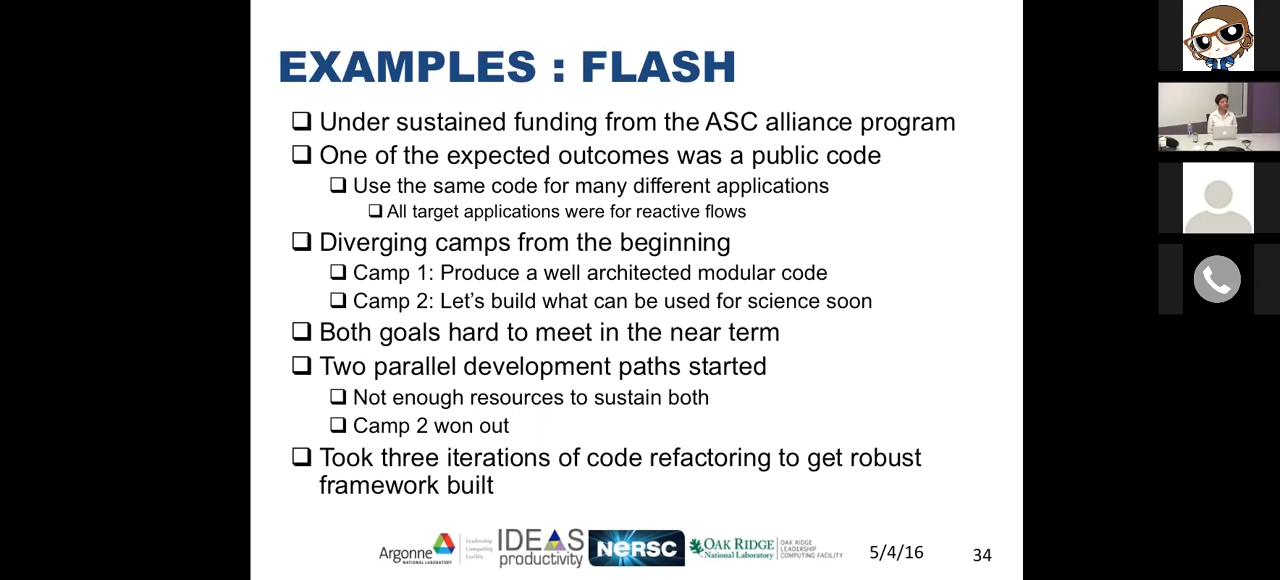 EXAMPLES : FLASH
Under sustained funding from the ASC alliance program
One of the expected outcomes was a public code
Use the same code for many different applications
All target applications were for reactive flows
Diverging camps from the beginning
Camp 1: Produce a well architected modular code
Camp 2: Let's build what can be used for science soon
Both goals hard to meet in the near term
Two parallel development paths started
Not enough resources to sustain both
Camp 2 won out
Took three iterations of code refactoring to get robust
framework built
Argonne
NATIONAL LABORATORY
Leadership
Computing
Facility
IDEAS
productivity
NERSC
OAK RIDGE
National Laboratory
OAK RIDGE
LEADERSHIP
COMPUTING FACILITY
5/4/16
34